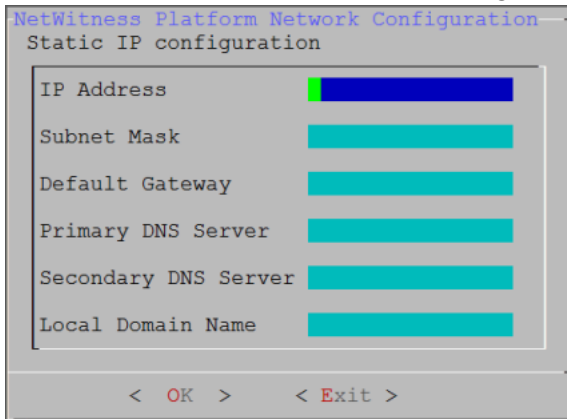 NetWitness Platform Network Configuration
Static IP configuration
IP Address
Subnet Mask
Default Gateway
Primary DNS Server
Secondary DNS Server
Local Domain Name
< OK > < Exit >